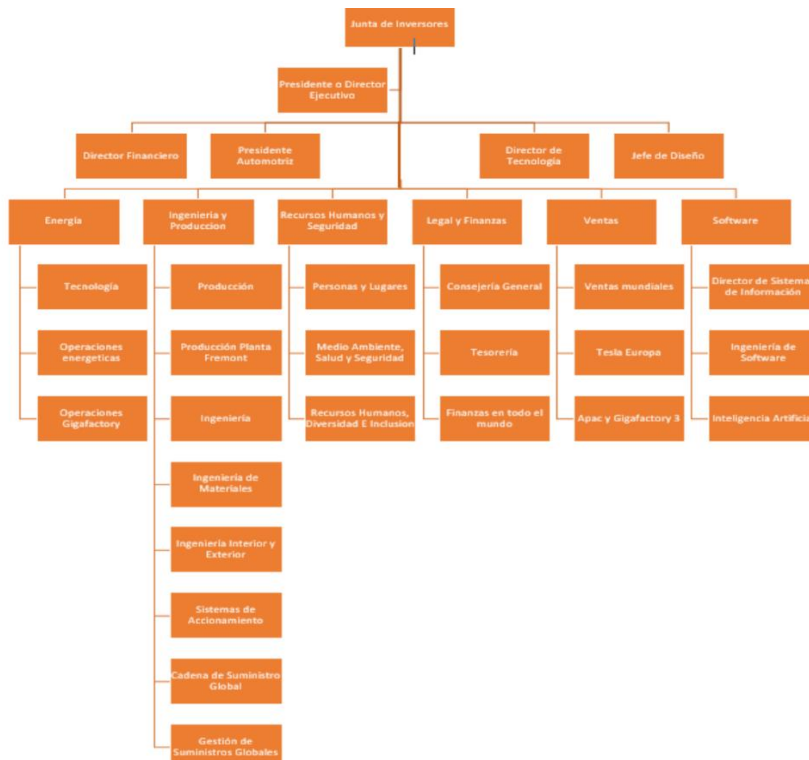 Junta de Inversores
Presidente o Director
Ejecutivo
Director Financiero
Presidente
Automotriz
Director de
Tecnología
Jefe de Diseño
Energía
Ingenieria y
Produccion
Recursos Humanos y
Seguridad
Legal y Finanzas
Ventas
Software
Tecnología
Operaciones
energeticas
Operaciones
Gigafactory
Producción
Producción Planta
Fremont
Ingeniería
Ingeniería de
Materiales
Ingeniería Interior y
Exterior
Sistemas de
Accionamiento
Cadena de Suministro
Global
Gestión de
Suministros Globales
Personas y Lugares
Medio Ambiente,
Salud y Seguridad
Recursos Humanos,
Diversidad E Inclusion
Consejería General
Tesorería
Finanzas en todo el
mundo
Ventas mundiales
Tesla Europa
Apac y Gigafactory 3
Director de Sistema
de Información
Ingeniería de
Software
Inteligencia Artificia